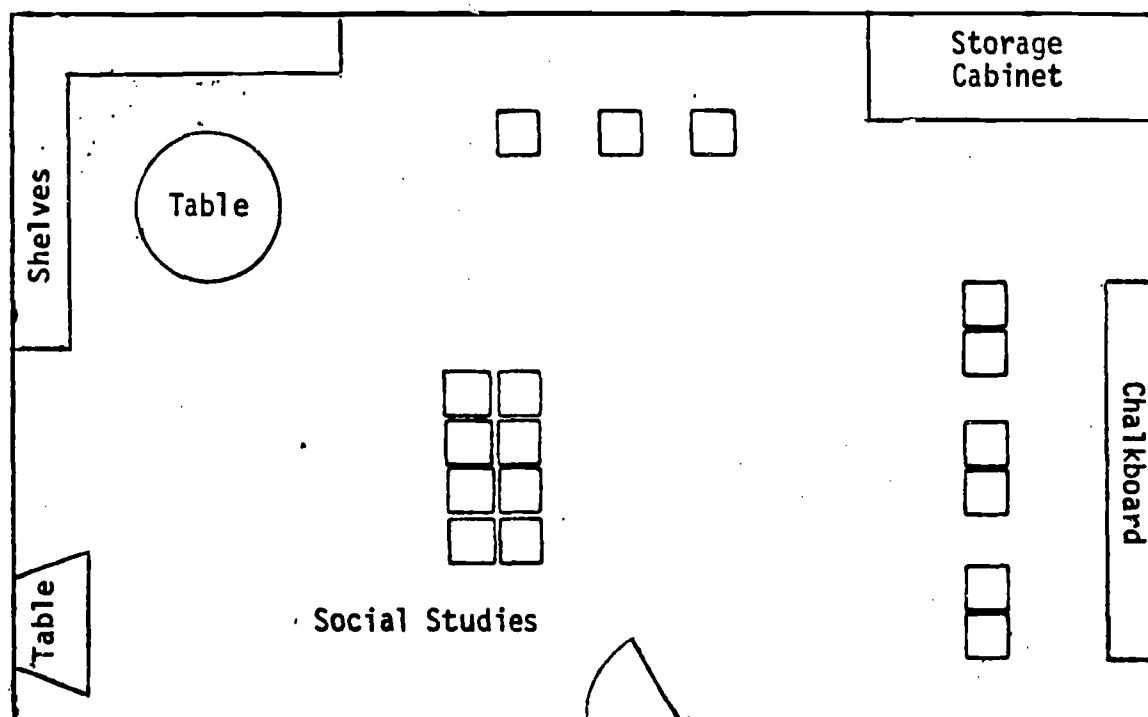 Storage
Cabinet
Shelves
Table
Chalkboard
Table
Social Studies